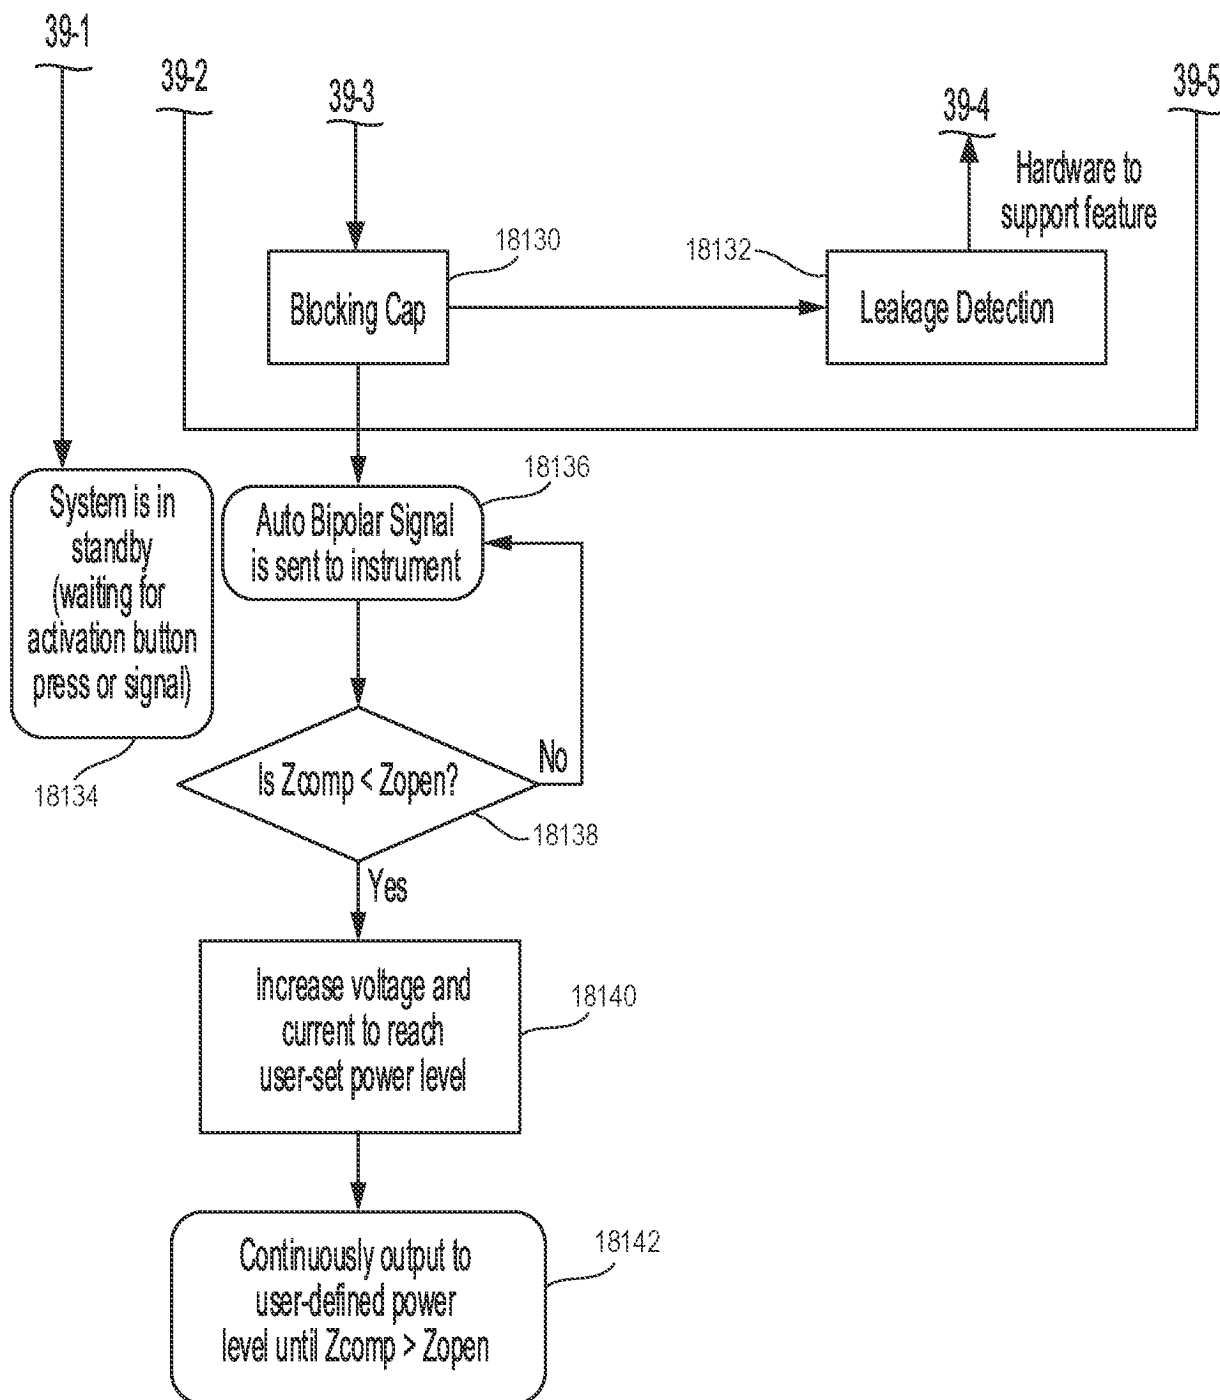 39-1
39-2
39-3
39-4
39-5
Hardware to
support feature
18130
18132
Blocking Cap
Leakage Detection
18136
System is in
standby
(waiting for
activation button
press or signal)
Auto Bipolar Signal
is sent to instrument
No
Is Zcomp < Zopen?
18134
18138
Yes
Increase voltage and
current to reach
user-set power level
18140
Continuously output to
user-defined power
level until Zcomp > Zopen
18142